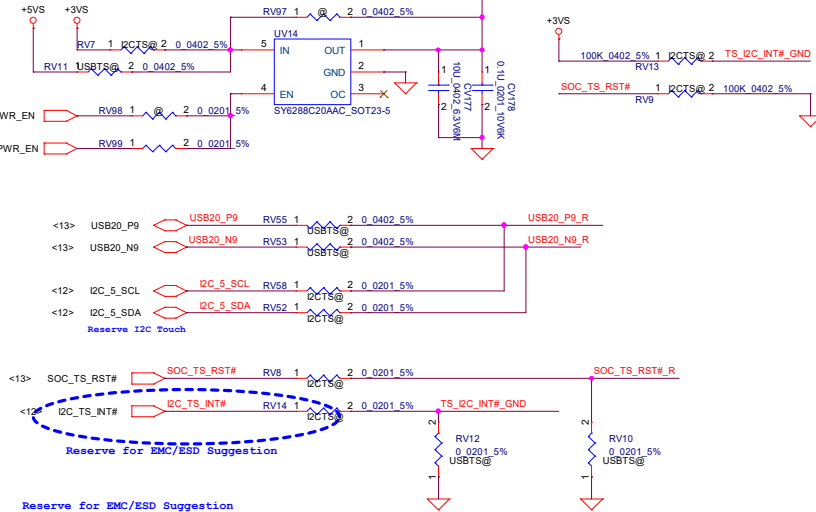 +5VS +3VS +3VS
RV97 1 @ 2 0_0402_5%
UV14
RV7 1 I2CTS@ 2 0_0402_5% 5 IN OUT 1
RV11 1 USBTS@ 2 0_0402_5% GND 2
4 EN OC 3
SY6288C20AAC_SOT23-5
1 2 CV177 10U_0402_6.3V6M
1 2 CV178 0.1U_0201_10V6K
100K_0402_5% 1 I2CTS@ 2 TS_I2C_INT#_GND
RV13
SOC_TS_RST# 1 I2CTS@ 2 100K_0402_5%
RV9
WR_EN RV98 1 @ 2 0_0201_5%
PWR_EN RV99 1 2 0_0201_5%
<13> USB20_P9 USB20_P9 RV55 1 USBTS@ 2 0_0402_5% USB20_P9_R
<13> USB20_N9 USB20_N9 RV53 1 USBTS@ 2 0_0402_5% USB20_N9_R
<12> I2C_5_SCL I2C_5_SCL RV58 1 I2CTS@ 2 0_0201_5%
<12> I2C_5_SDA I2C_5_SDA RV52 1 I2CTS@ 2 0_0201_5%
Reserve I2C Touch
<13> SOC_TS_RST# SOC_TS_RST# RV8 1 I2CTS@ 2 0_0201_5% SOC_TS_RST#_R
I2C_TS_INT# I2C_TS_INT# RV14 1 I2CTS@ 2 0_0201_5% TS_I2C_INT#_GND
2 RV12 0_0201_5% USBTS@ 1
2 RV10 0_0201_5% USBTS@ 1
Reserve for EMC/ESD Suggestion
Reserve for EMC/ESD Suggestion